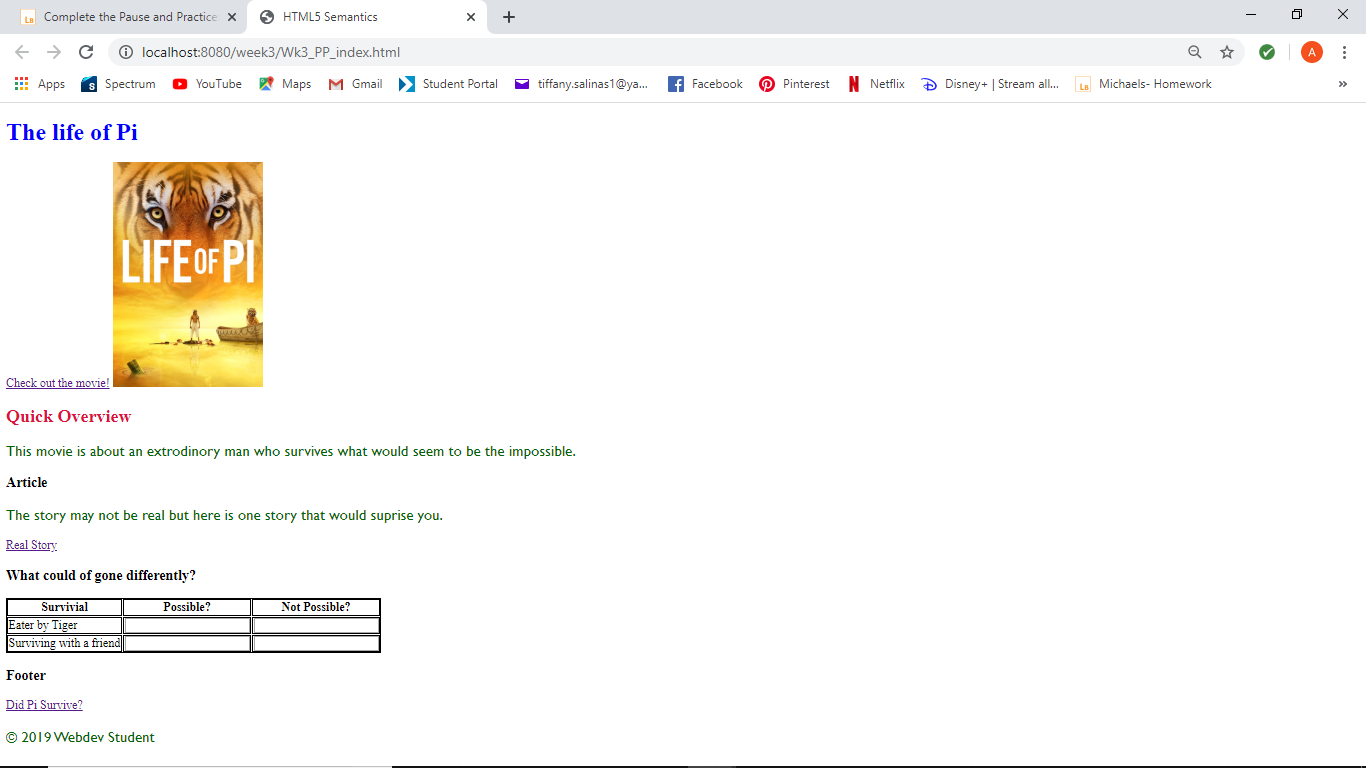 Complete the Pause and Practice
HTML5 Semantics
localhost:8080/week3/Wk3_PP_index.html
A
Apps
Spectrum
YouTube
Maps
Gmail
Student Portal
tiffany.salinas1@ya...
Facebook
Pinterest
Netflix
Disney+ | Stream all...
LB Michaels- Homework
»
The life of Pi
LIFE OF PI
Check out the movie!
Quick Overview
This movie is about an extrodinory man who survives what would seem to be the impossible.
Article
The story may not be real but here is one story that would suprise you.
Real Story
What could of gone differently?
Survivial Possible? Not Possible?
Eater by Tiger
Surviving with a friend
Footer
Did Pi Survive?
© 2019 Webdev Student